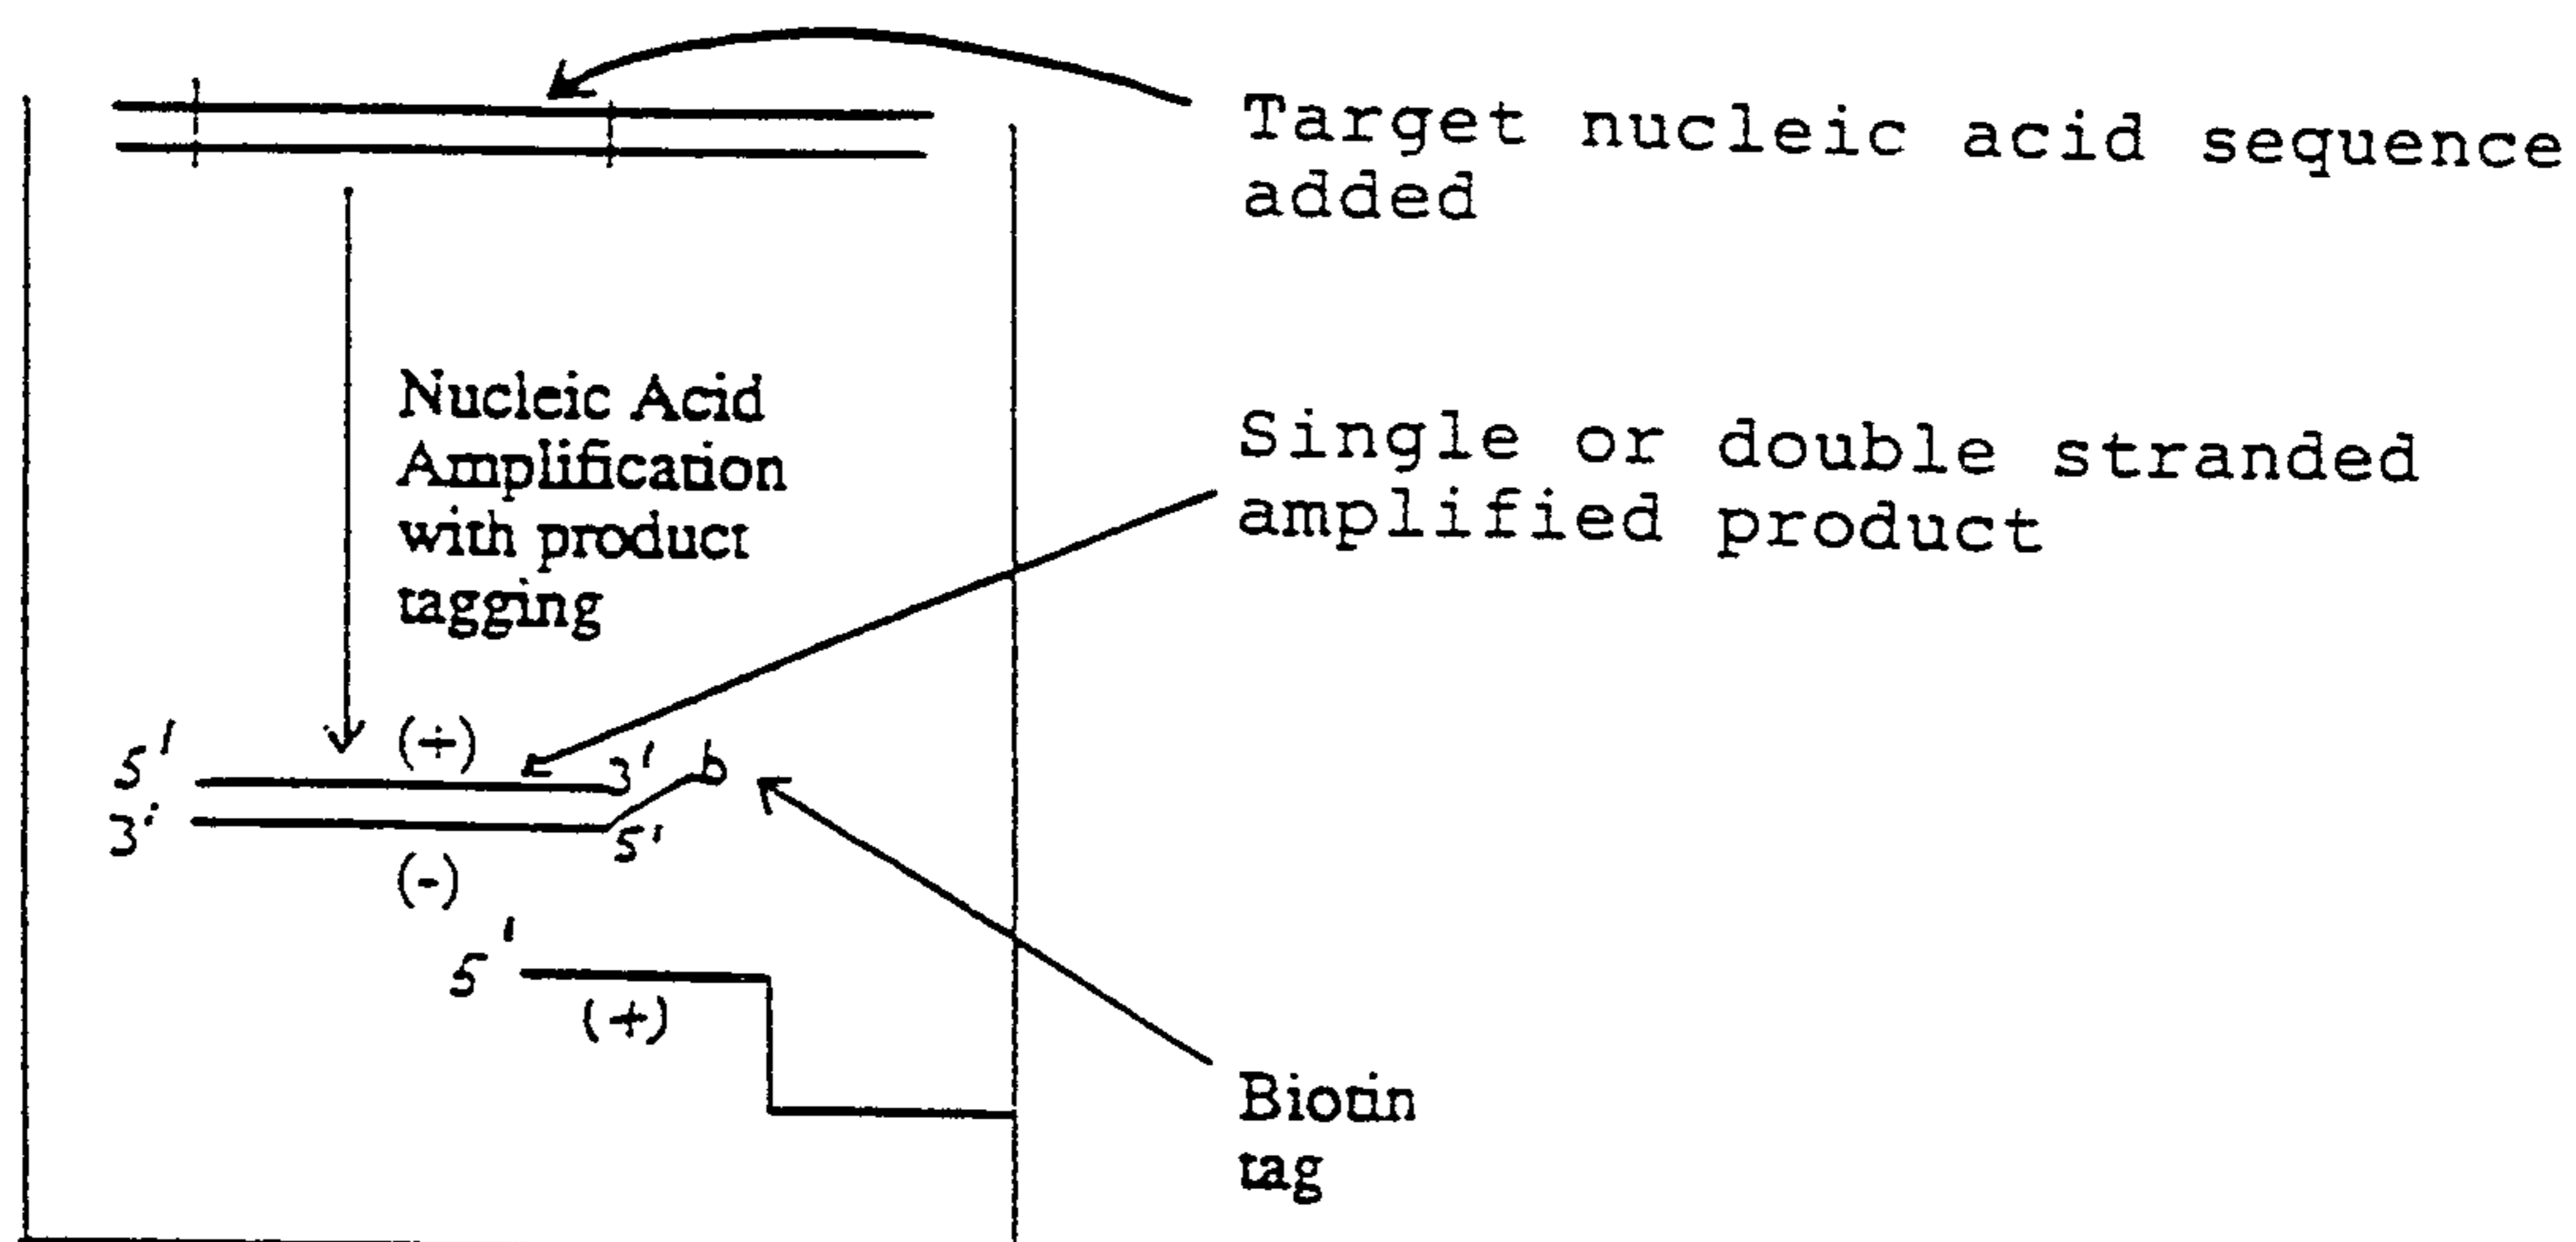 Target nucleic acid sequence
added
Nucleic Acid
Amplification
with product
tagging
Single or double stranded
amplified product
5' (+) 3' b
3' 5'
(-)
5'
(+)
Biotin
tag